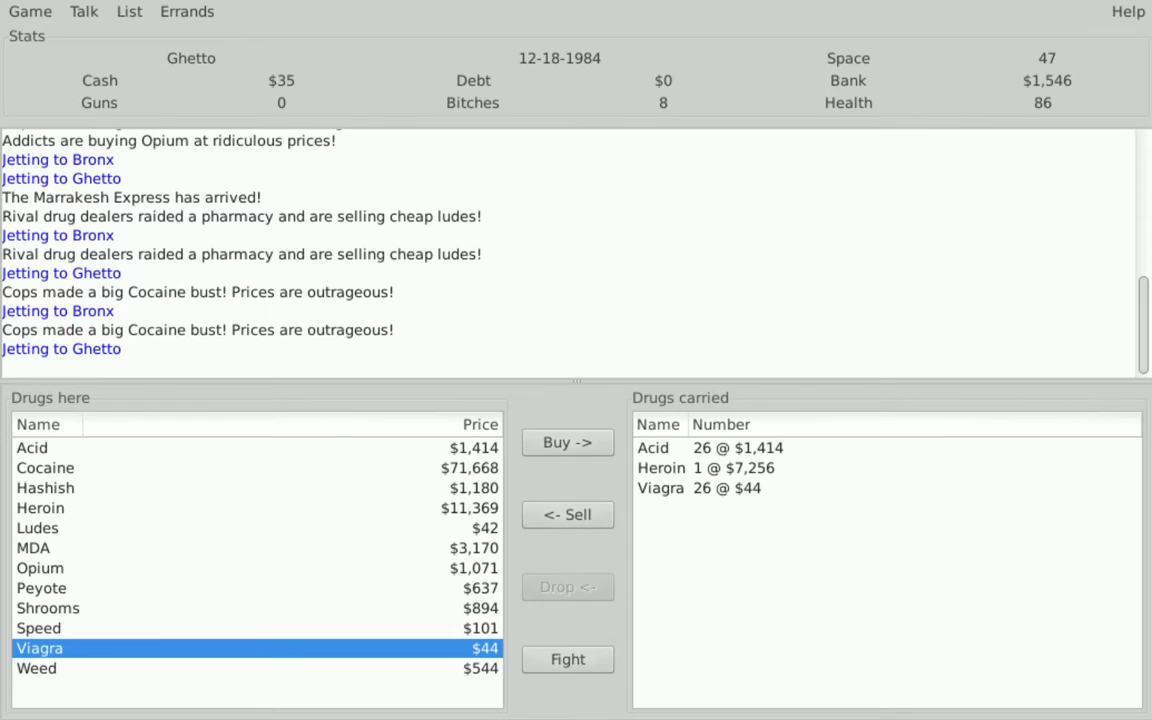 Game Talk List Errands Help
Stats
Ghetto 12-18-1984 Space 47
Cash $35 Debt $0 Bank $1,546
Guns 0 Bitches 8 Health 86
Addicts are buying Opium at ridiculous prices!
Jetting to Bronx
Jetting to Ghetto
The Marrakesh Express has arrived!
Rival drug dealers raided a pharmacy and are selling cheap ludes!
Jetting to Bronx
Rival drug dealers raided a pharmacy and are selling cheap ludes!
Jetting to Ghetto
Cops made a big Cocaine bust! Prices are outrageous!
Jetting to Bronx
Cops made a big Cocaine bust! Prices are outrageous!
Jetting to Ghetto
Drugs here
Name Price
Acid $1,414
Cocaine $71,668
Hashish $1,180
Heroin $11,369
Ludes $42
MDA $3,170
Opium $1,071
Peyote $637
Shrooms $894
Speed $101
Viagra $44
Weed $544
Buy ->
<- Sell
Drop <-
Fight
Drugs carried
Name Number
Acid 26 @ $1,414
Heroin 1 @ $7,256
Viagra 26 @ $44